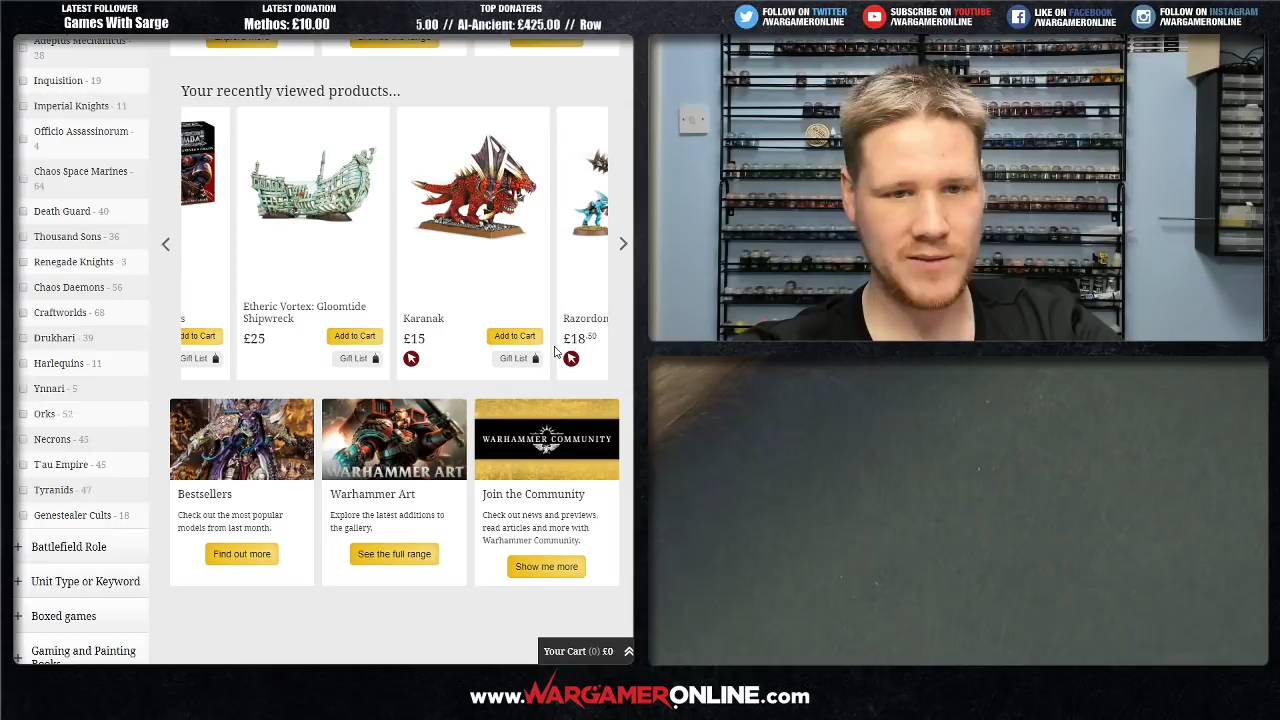 LATEST FOLLOWER
Games With Sarge
LATEST DONATION
Methos: £10.00
TOP DONATERS
5.00 // Al-Ancient: £425.00 // Row
FOLLOW ON TWITTER
/WARGAMERONLINE
SUBSCRIBE ON YOUTUBE
/WARGAMERONLINE
LIKE ON FACEBOOK
/WARGAMERONLINE
FOLLOW ON INSTAGRAM
/WARGAMERONLINE
Adeptus Mechanicus -
28
Inquisition - 19
Imperial Knights - 11
Officio Assassinorum -
4
Chaos Space Marines -
64
Death Guard - 40
Thousand Sons - 36
Renegade Knights - 3
Chaos Daemons - 56
Craftworlds - 68
Drukhari - 39
Harlequins - 11
Ynnari - 5
Orks - 52
Necrons - 45
T'au Empire - 45
Tyranids - 47
Genestealer Cults - 18
Battlefield Role
Unit Type or Keyword
Boxed games
Gaming and Painting
Your recently viewed products...
s
dd to Cart
Gift List
Etheric Vortex: Gloomtide
Shipwreck
£25
Add to Cart
Gift List
Karanak
£15
Add to Cart
Gift List
Razordon
£18.50
WARHAMMER ART
WARHAMMER COMMUNITY
Bestsellers
Check out the most popular
models from last month.
Find out more
Warhammer Art
Explore the latest additions to
the gallery.
See the full range
Join the Community
Check out news and previews,
read articles and more with
Warhammer Community.
Show me more
Your Cart (0) £0
www.WARGAMERONLINE.com